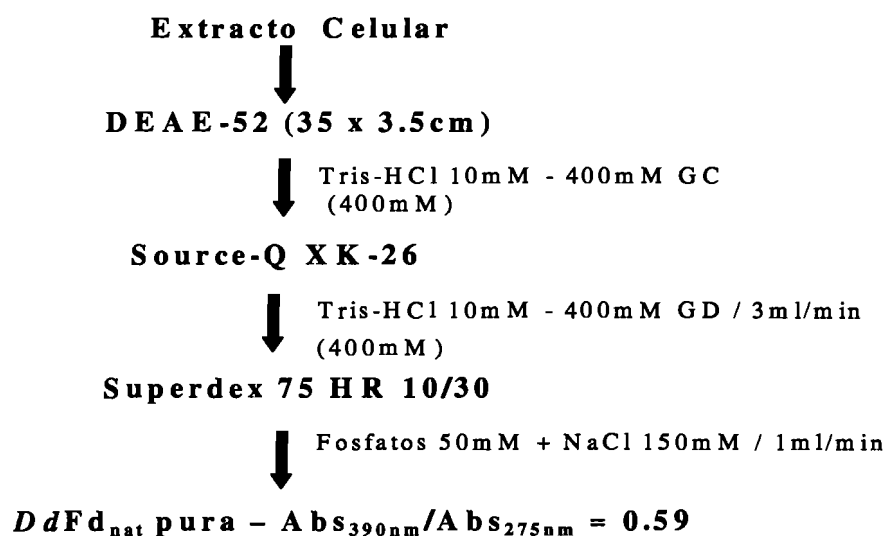 Extracto Celular
DEAE-52 (35 x 3.5cm)
Tris-HCl 10mM - 400mM GC
(400mM)
Source-Q XK-26
Tris-HCl 10mM - 400mM GD / 3ml/min
(400mM)
Superdex 75 HR 10/30
Fosfatos 50mM + NaCl 150mM / 1ml/min
DdFdnat pura – Abs390nm/Abs275nm = 0.59